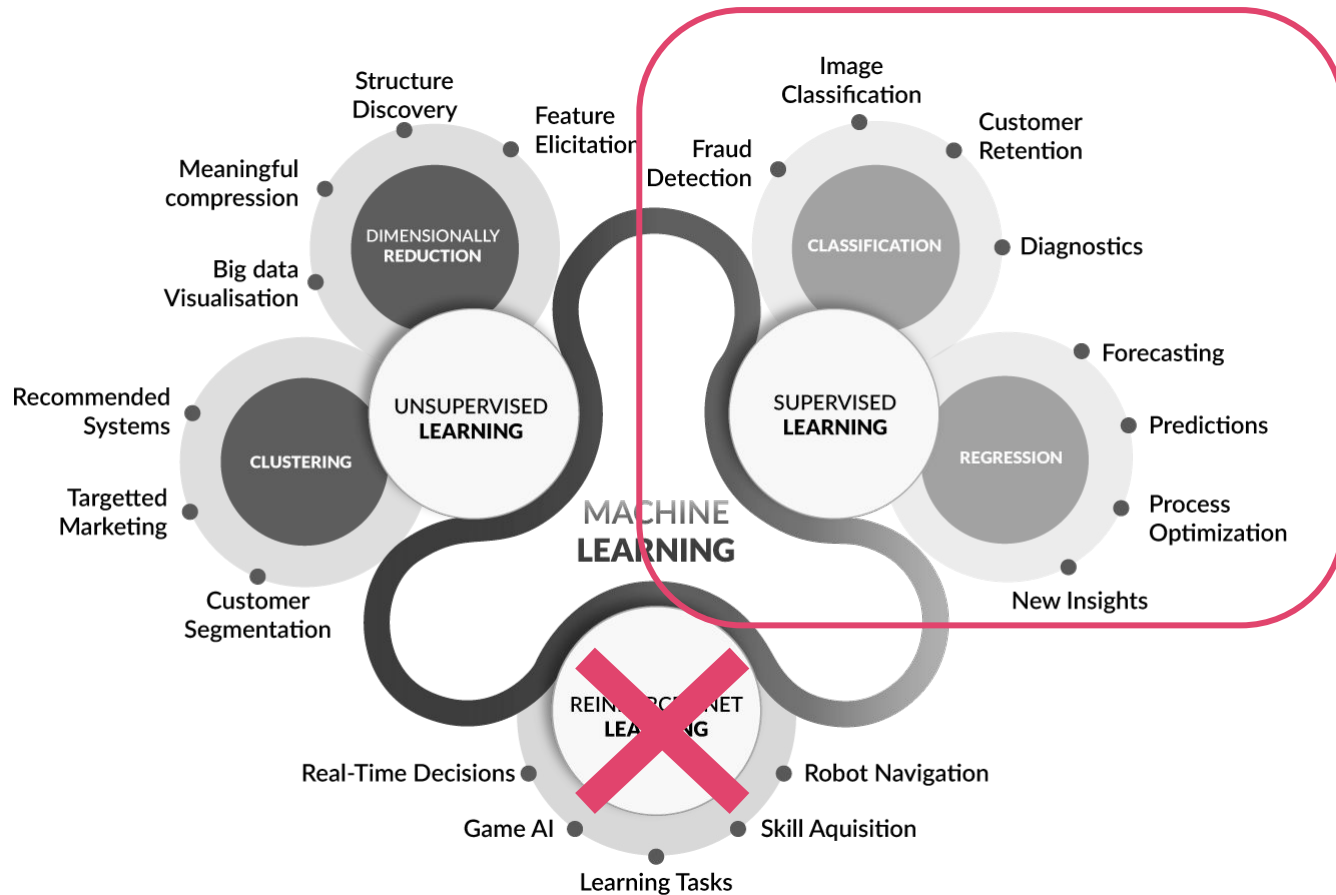 Structure
Discovery
Feature
Elicitation
Meaningful
compression
Big data
Visualisation
DIMENSIONALLY
REDUCTION
Recommended
Systems
Targetted
Marketing
Customer
Segmentation
CLUSTERING
UNSUPERVISED
LEARNING
Image
Classification
Fraud
Detection
Customer
Retention
Diagnostics
CLASSIFICATION
SUPERVISED
LEARNING
Forecasting
Predictions
Process
Optimization
New Insights
REGRESSION
MACHINE
LEARNING
LEARNING
Real-Time Decisions
Game AI
Learning Tasks
Skill Aquisition
Robot Navigation